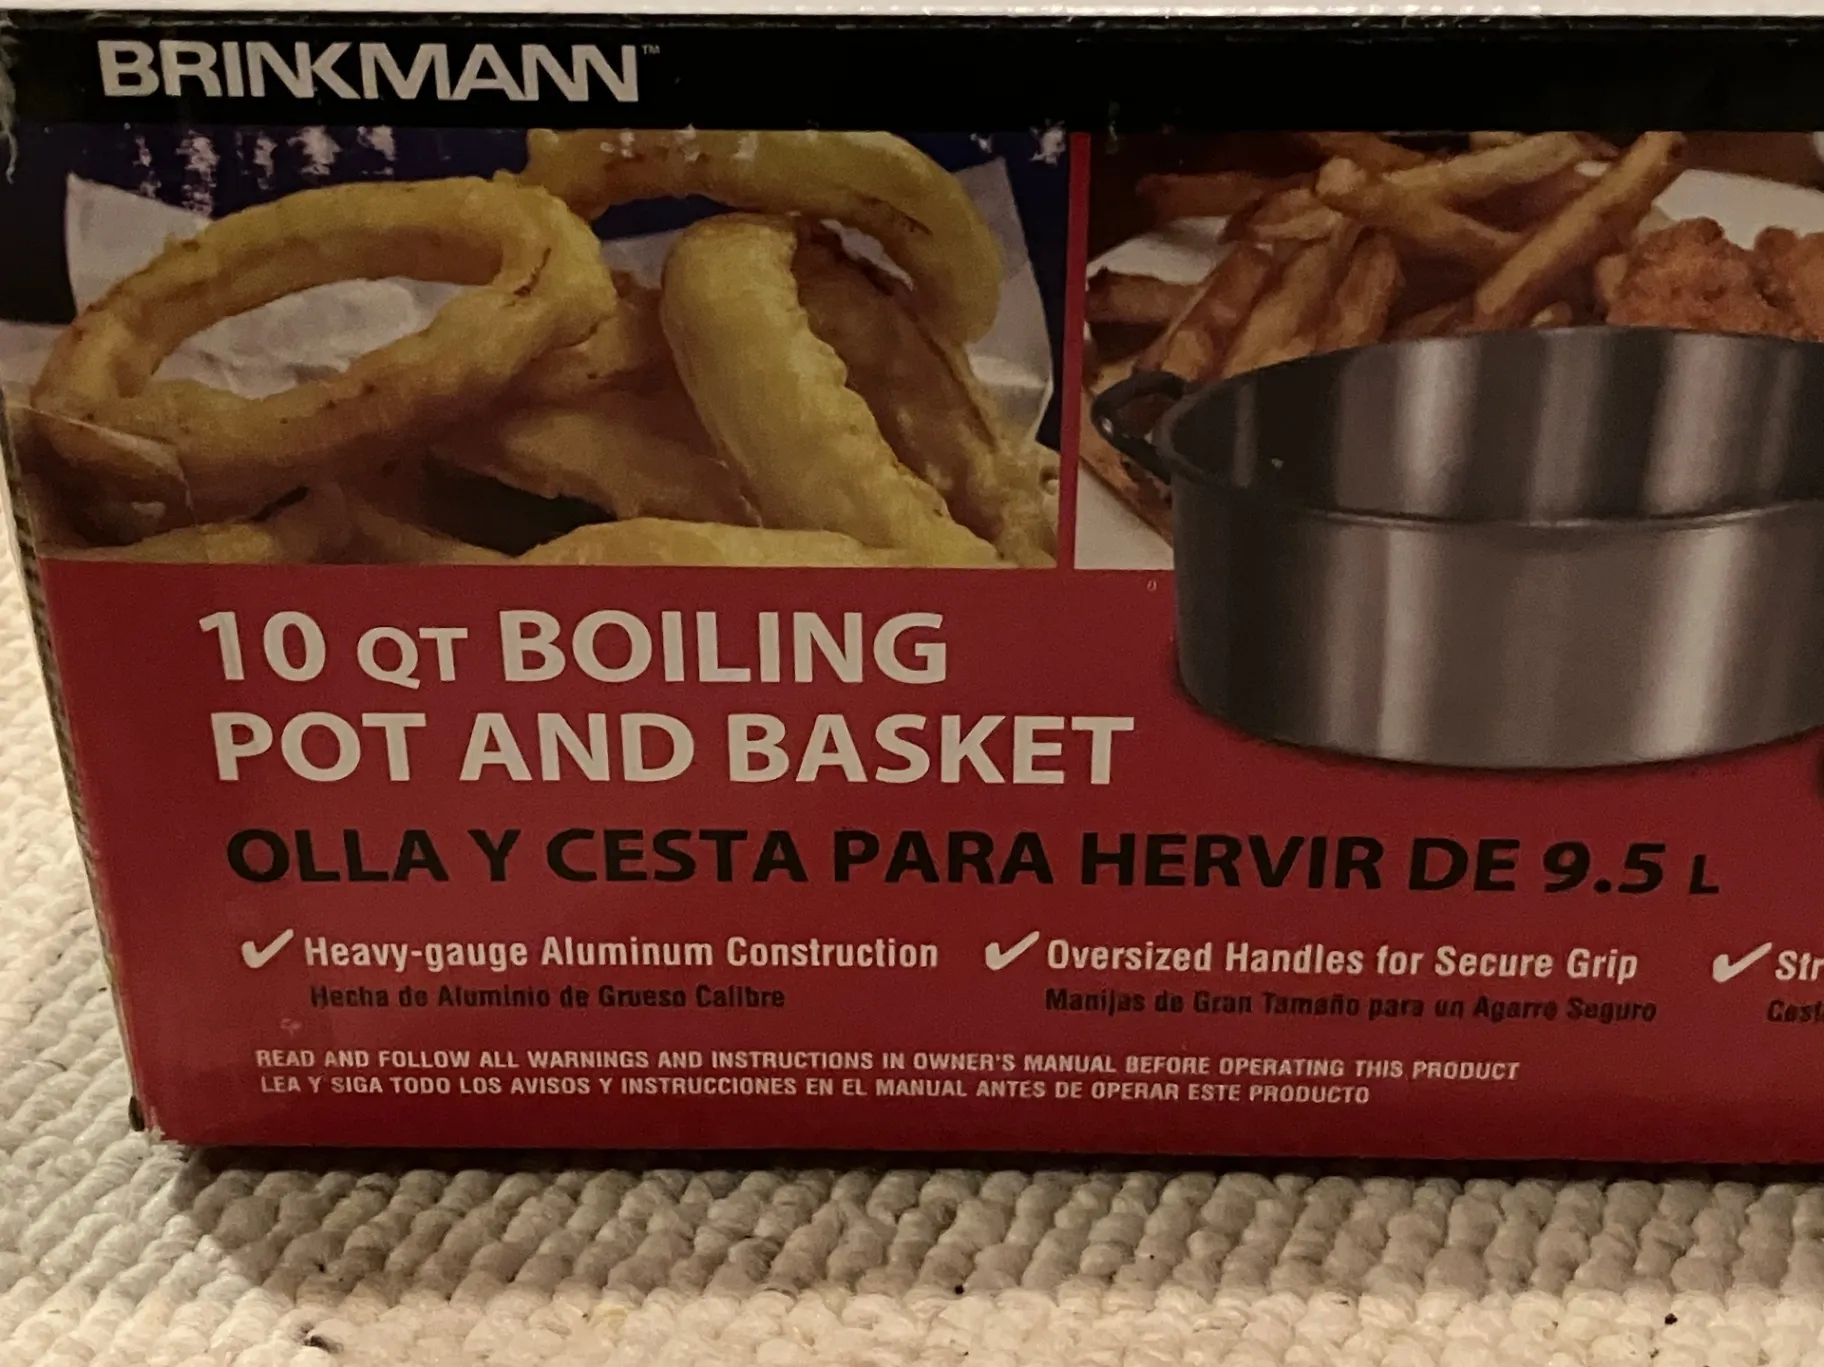 BRINKMANN™
10 QT BOILING
POT AND BASKET
OLLA Y CESTA PARA HERVIR DE 9.5 L
✓ Heavy-gauge Aluminum Construction ✓ Oversized Handles for Secure Grip ✓
Hecha de Aluminio de Grueso Calibre Manijas de Gran Tamaño para un Agarre Seguro
READ AND FOLLOW ALL WARNINGS AND INSTRUCTIONS IN OWNER'S MANUAL BEFORE OPERATING THIS PRODUCT
LEA Y SIGA TODO LOS AVISOS Y INSTRUCCIONES EN EL MANUAL ANTES DE OPERAR ESTE PRODUCTO